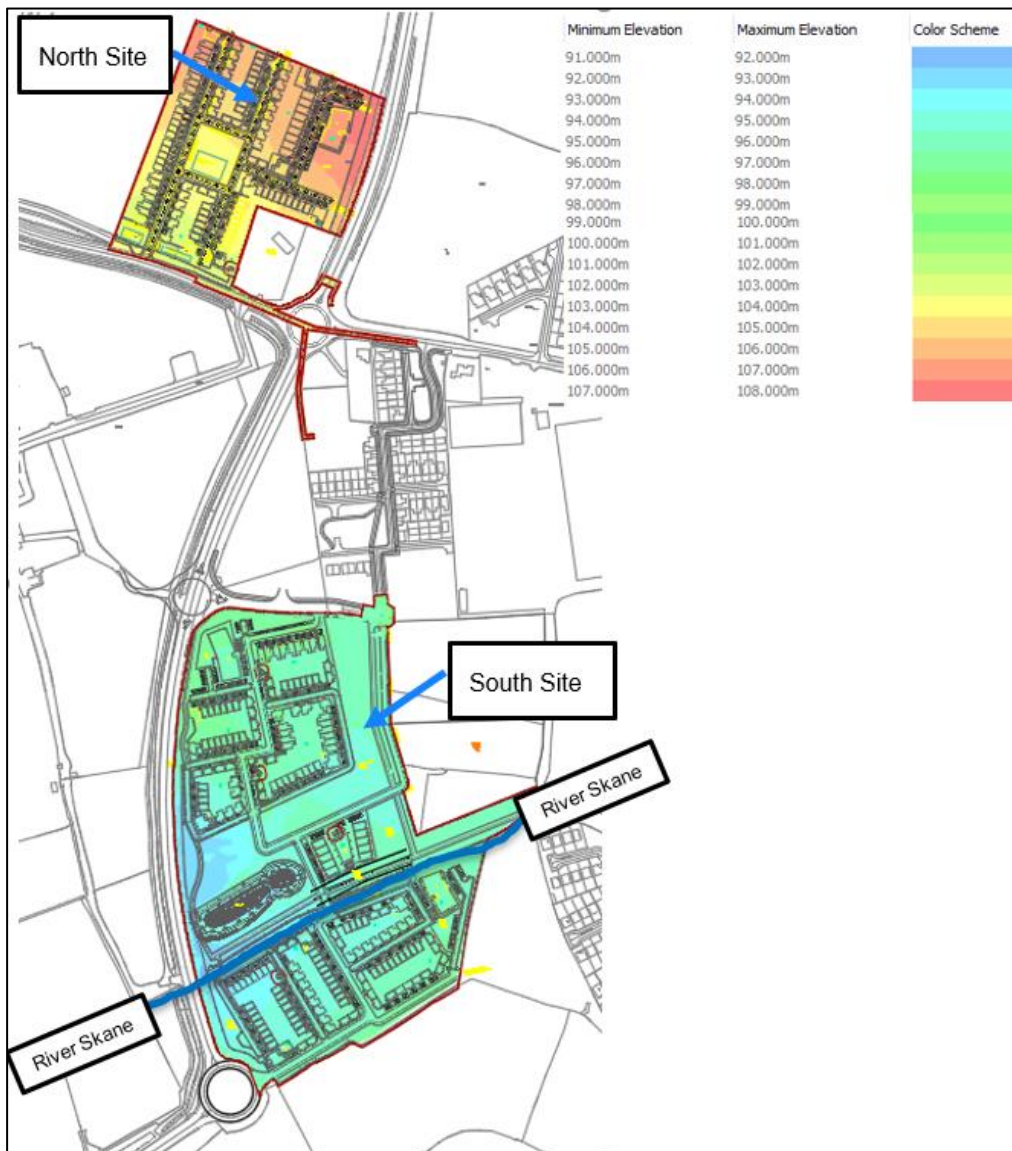 North Site
Minimum Elevation Maximum Elevation Color Scheme
91.000m 92.000m
92.000m 93.000m
93.000m 94.000m
94.000m 95.000m
95.000m 96.000m
96.000m 97.000m
97.000m 98.000m
98.000m 99.000m
99.000m 100.000m
100.000m 101.000m
101.000m 102.000m
102.000m 103.000m
103.000m 104.000m
104.000m 105.000m
105.000m 106.000m
106.000m 107.000m
107.000m 108.000m
South Site
River Skane
River Skane